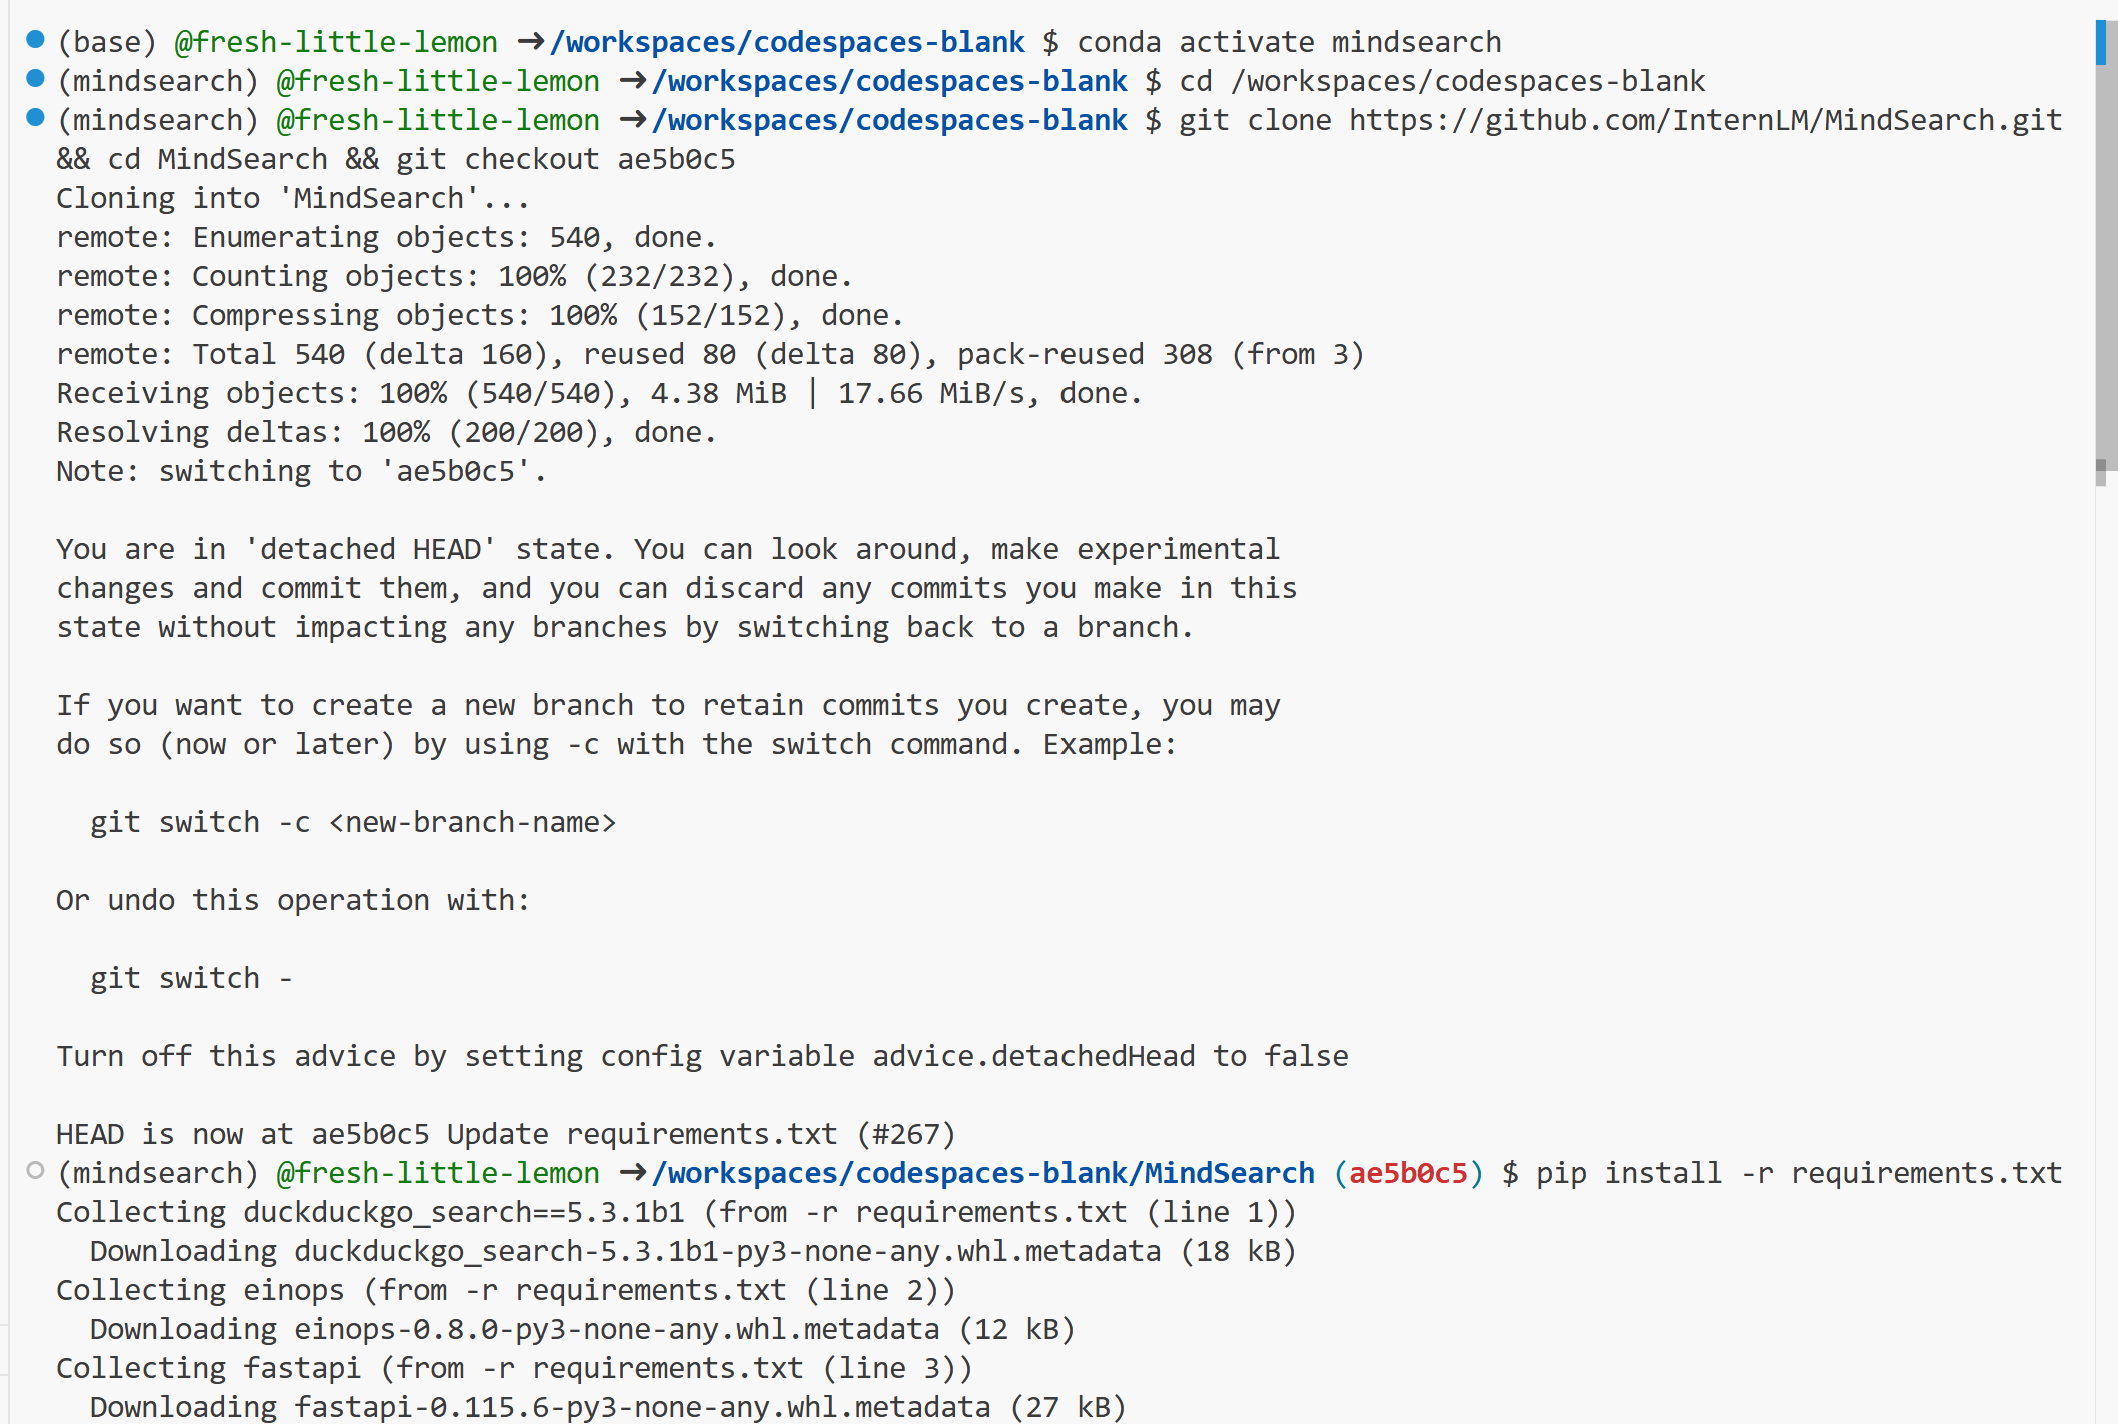 (base) @fresh-little-lemon ➜/workspaces/codespaces-blank $ conda activate mindsearch
(mindsearch) @fresh-little-lemon ➜/workspaces/codespaces-blank $ cd /workspaces/codespaces-blank
(mindsearch) @fresh-little-lemon ➜/workspaces/codespaces-blank $ git clone https://github.com/InternLM/MindSearch.git
&& cd MindSearch && git checkout ae5b0c5
Cloning into 'MindSearch'...
remote: Enumerating objects: 540, done.
remote: Counting objects: 100% (232/232), done.
remote: Compressing objects: 100% (152/152), done.
remote: Total 540 (delta 160), reused 80 (delta 80), pack-reused 308 (from 3)
Receiving objects: 100% (540/540), 4.38 MiB | 17.66 MiB/s, done.
Resolving deltas: 100% (200/200), done.
Note: switching to 'ae5b0c5'.

You are in 'detached HEAD' state. You can look around, make experimental
changes and commit them, and you can discard any commits you make in this
state without impacting any branches by switching back to a branch.

If you want to create a new branch to retain commits you create, you may
do so (now or later) by using -c with the switch command. Example:

  git switch -c <new-branch-name>

Or undo this operation with:

  git switch -

Turn off this advice by setting config variable advice.detachedHead to false

HEAD is now at ae5b0c5 Update requirements.txt (#267)
(mindsearch) @fresh-little-lemon ➜/workspaces/codespaces-blank/MindSearch (ae5b0c5) $ pip install -r requirements.txt
Collecting duckduckgo_search==5.3.1b1 (from -r requirements.txt (line 1))
  Downloading duckduckgo_search-5.3.1b1-py3-none-any.whl.metadata (18 kB)
Collecting einops (from -r requirements.txt (line 2))
  Downloading einops-0.8.0-py3-none-any.whl.metadata (12 kB)
Collecting fastapi (from -r requirements.txt (line 3))
  Downloading fastapi-0.115.6-py3-none-any.whl.metadata (27 kB)